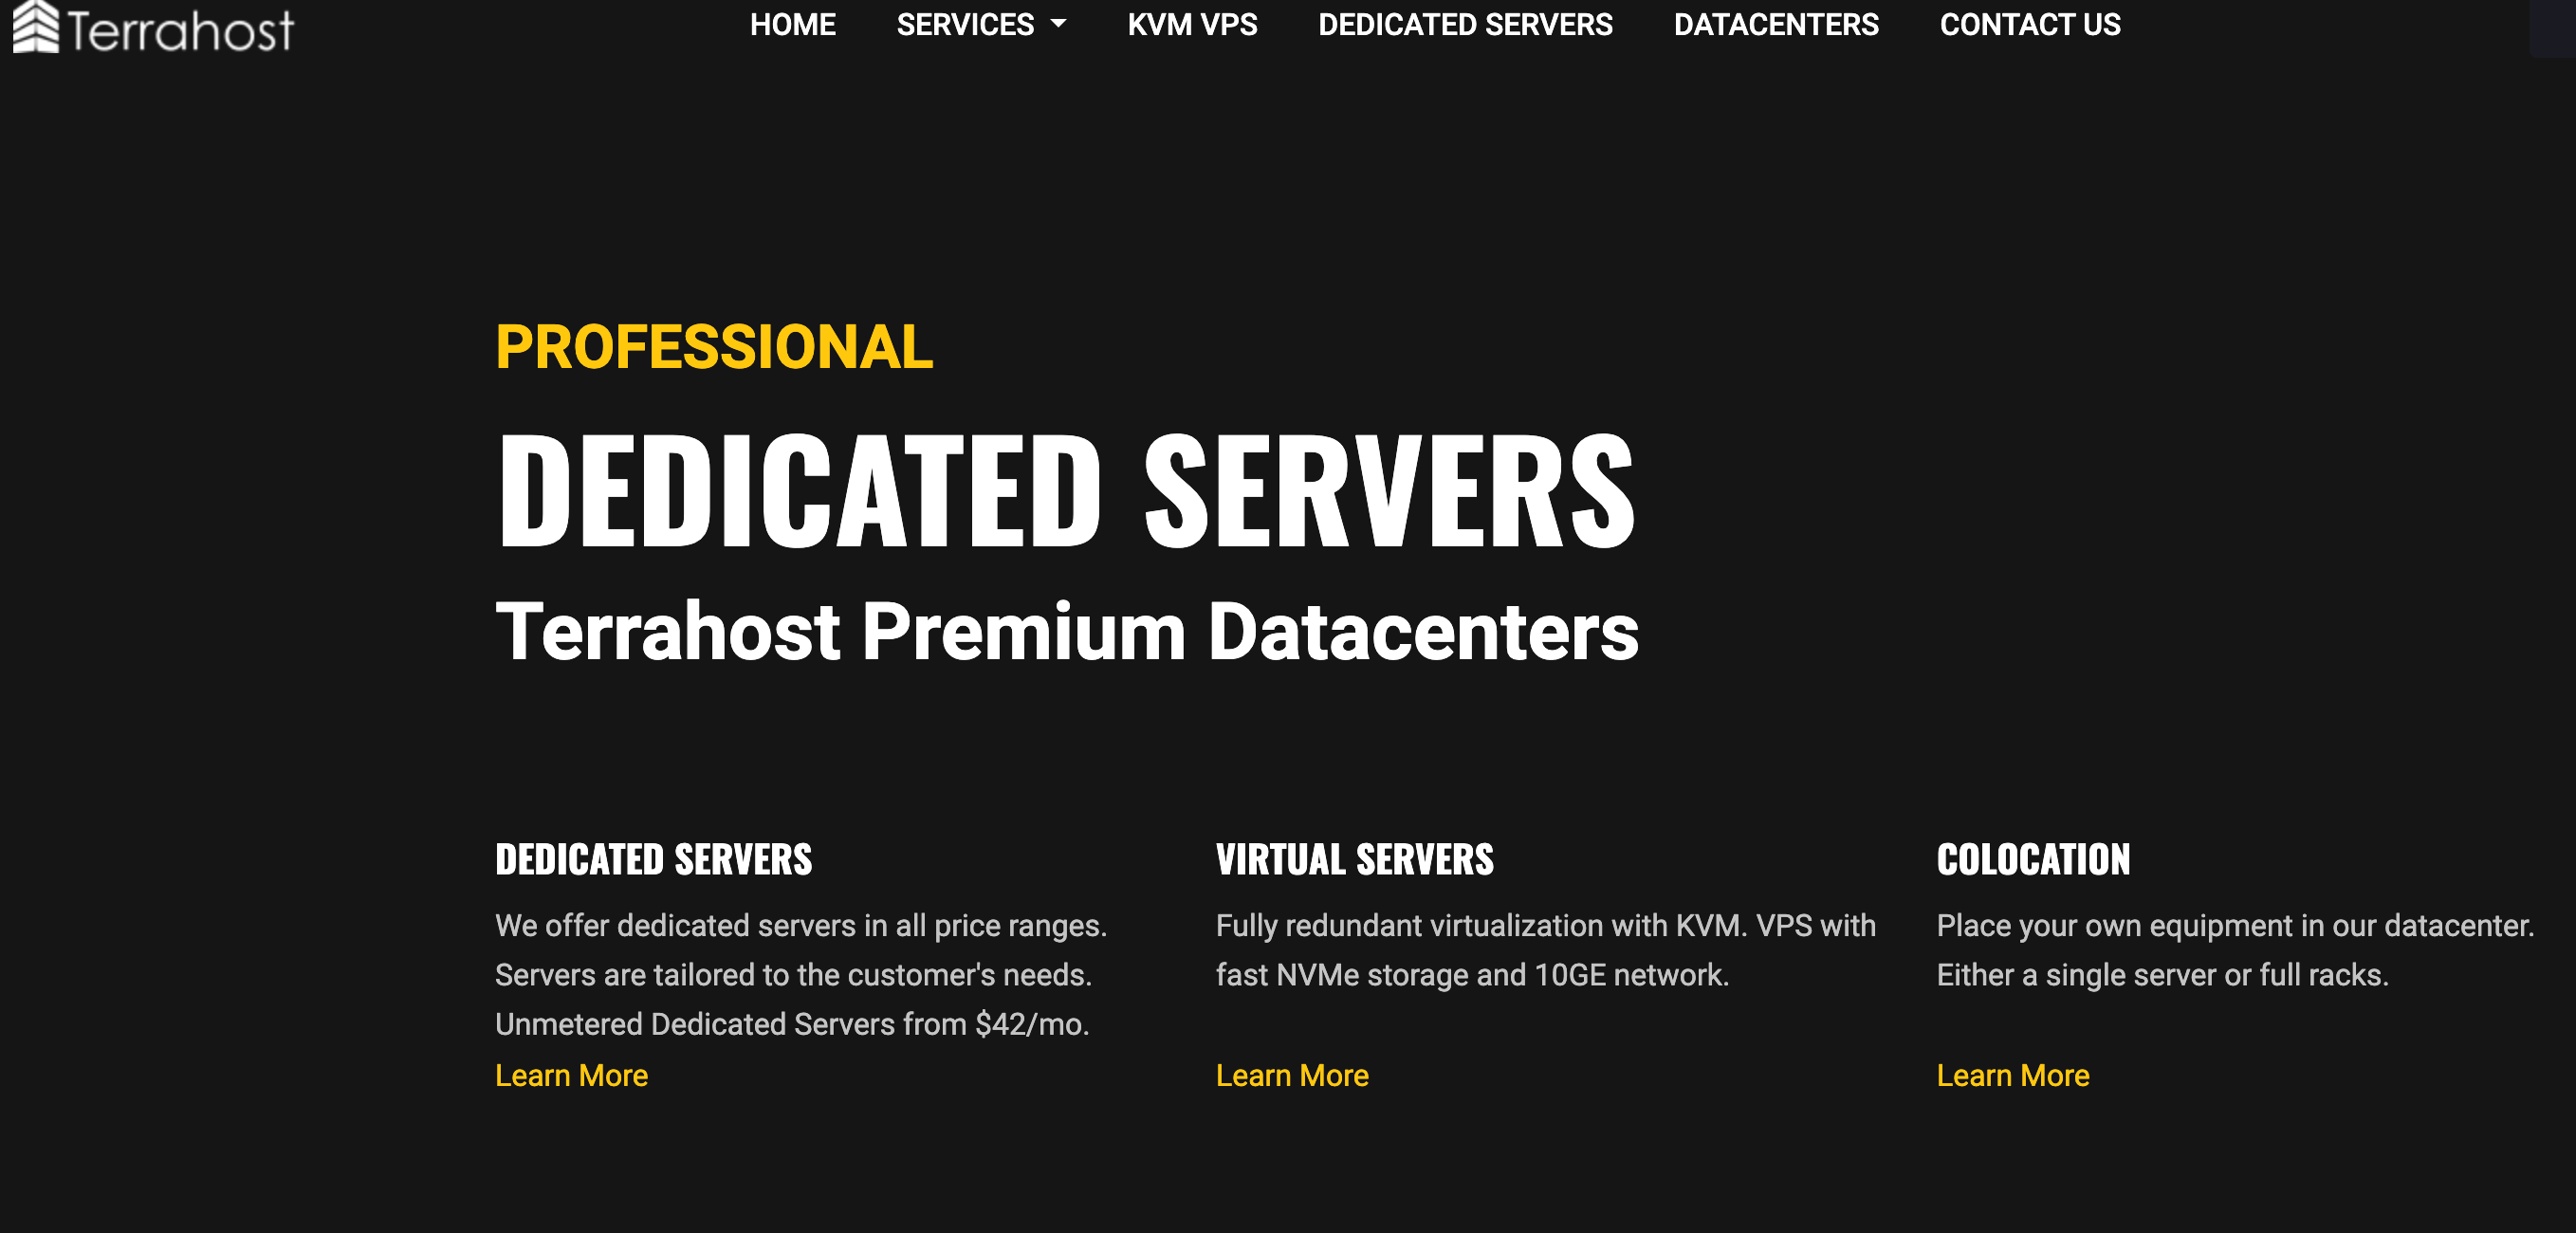 Terrahost
HOME SERVICES KVM VPS DEDICATED SERVERS DATACENTERS CONTACT US
PROFESSIONAL
DEDICATED SERVERS
Terrahost Premium Datacenters
DEDICATED SERVERS
We offer dedicated servers in all price ranges.
Servers are tailored to the customer's needs.
Unmetered Dedicated Servers from $42/mo.
Learn More
VIRTUAL SERVERS
Fully redundant virtualization with KVM. VPS with
fast NVMe storage and 10GE network.
Learn More
COLOCATION
Place your own equipment in our datacenter.
Either a single server or full racks.
Learn More